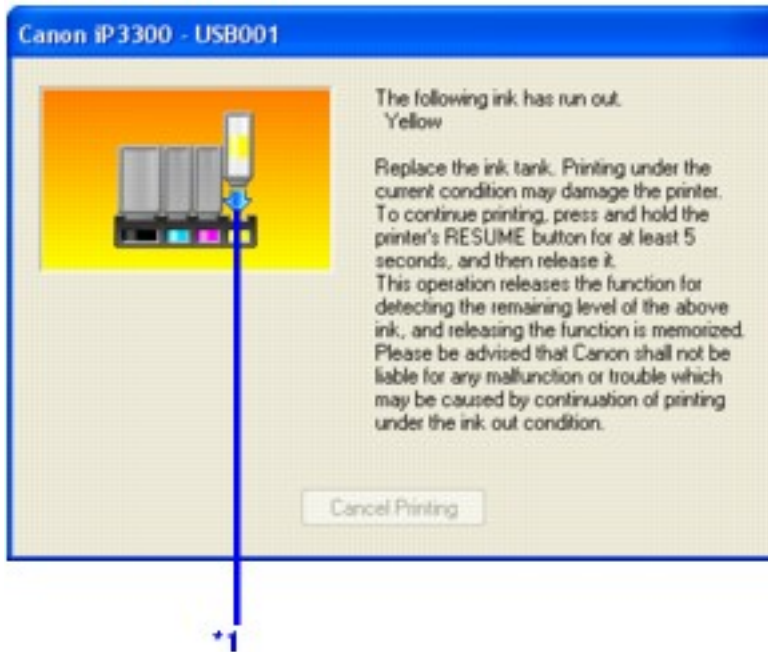 Canon iP3300 - USB001
The following ink has run out.
Yellow
Replace the ink tank. Printing under the
current condition may damage the printer.
To continue printing, press and hold the
printer's RESUME button for at least 5
seconds, and then release it.
This operation releases the function for
detecting the remaining level of the above
ink, and releasing the function is memorized.
Please be advised that Canon shall not be
liable for any malfunction or trouble which
may be caused by continuation of printing
under the ink out condition.
Cancel Printing
*1